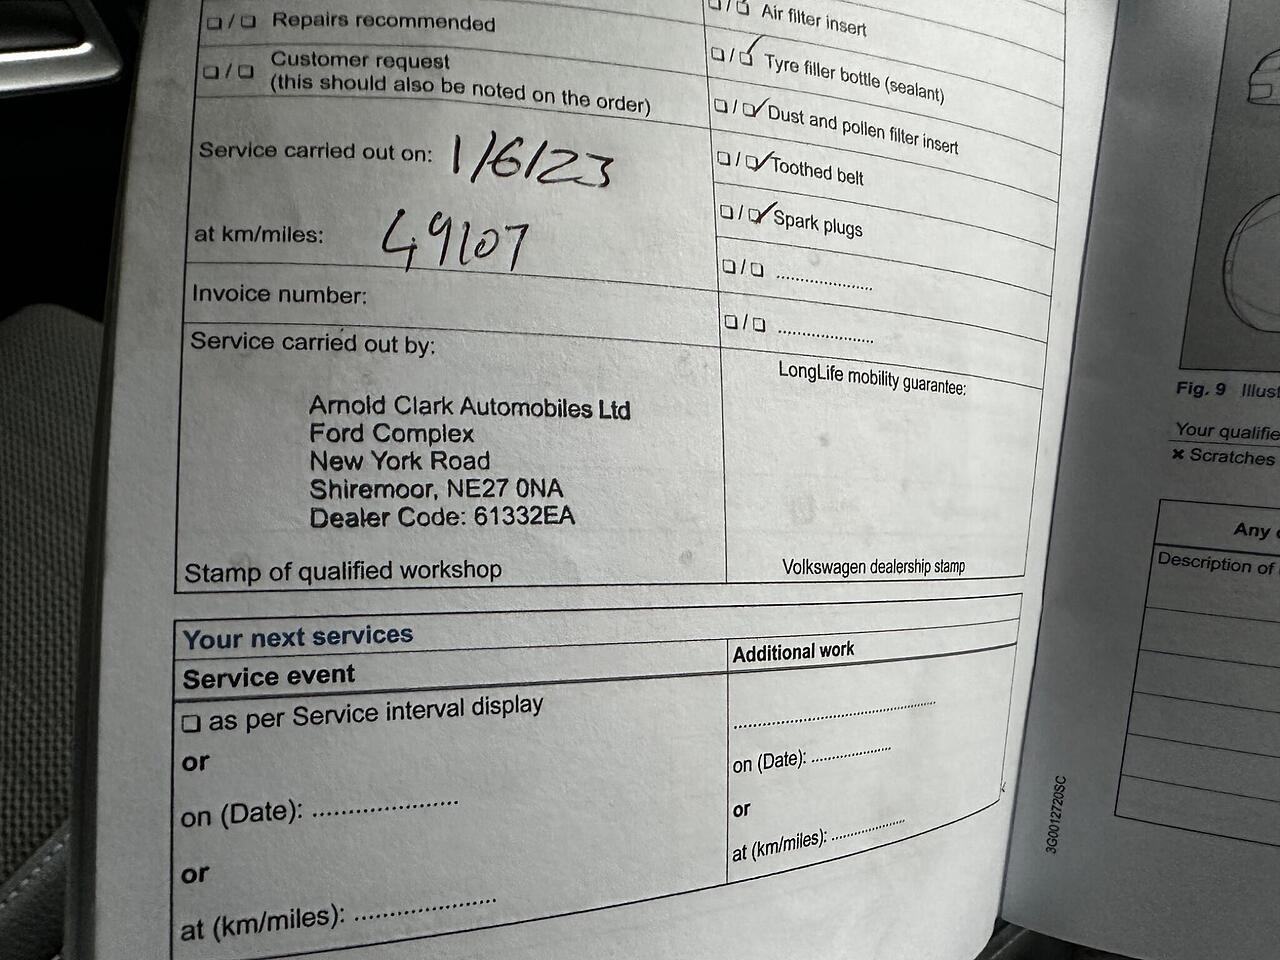 ❏ / ❏ Repairs recommended
❏ / ❏ Customer request
(this should also be noted on the order)
Service carried out on: 1/6/23
at km/miles: 49107
Invoice number:
Service carried out by:
Arnold Clark Automobiles Ltd
Ford Complex
New York Road
Shiremoor, NE27 0NA
Dealer Code: 61332EA
Stamp of qualified workshop
❏ / ❏ Air filter insert
❏ / ❏✓ Tyre filler bottle (sealant)
❏ / ❏✓ Dust and pollen filter insert
❏ / ❏✓ Toothed belt
❏ / ❏✓ Spark plugs
❏ / ❏ ....................
❏ / ❏ ....................
LongLife mobility guarantee:
Volkswagen dealership stamp
Your next services
Service event
❏ as per Service interval display
or
on (Date): ......................
or
at (km/miles): ......................
Additional work
..........................................
on (Date): .................
or
at (km/miles): ................
3G0012720SC
Fig. 9 Illus
Your qualifie
× Scratches
Any
Description of